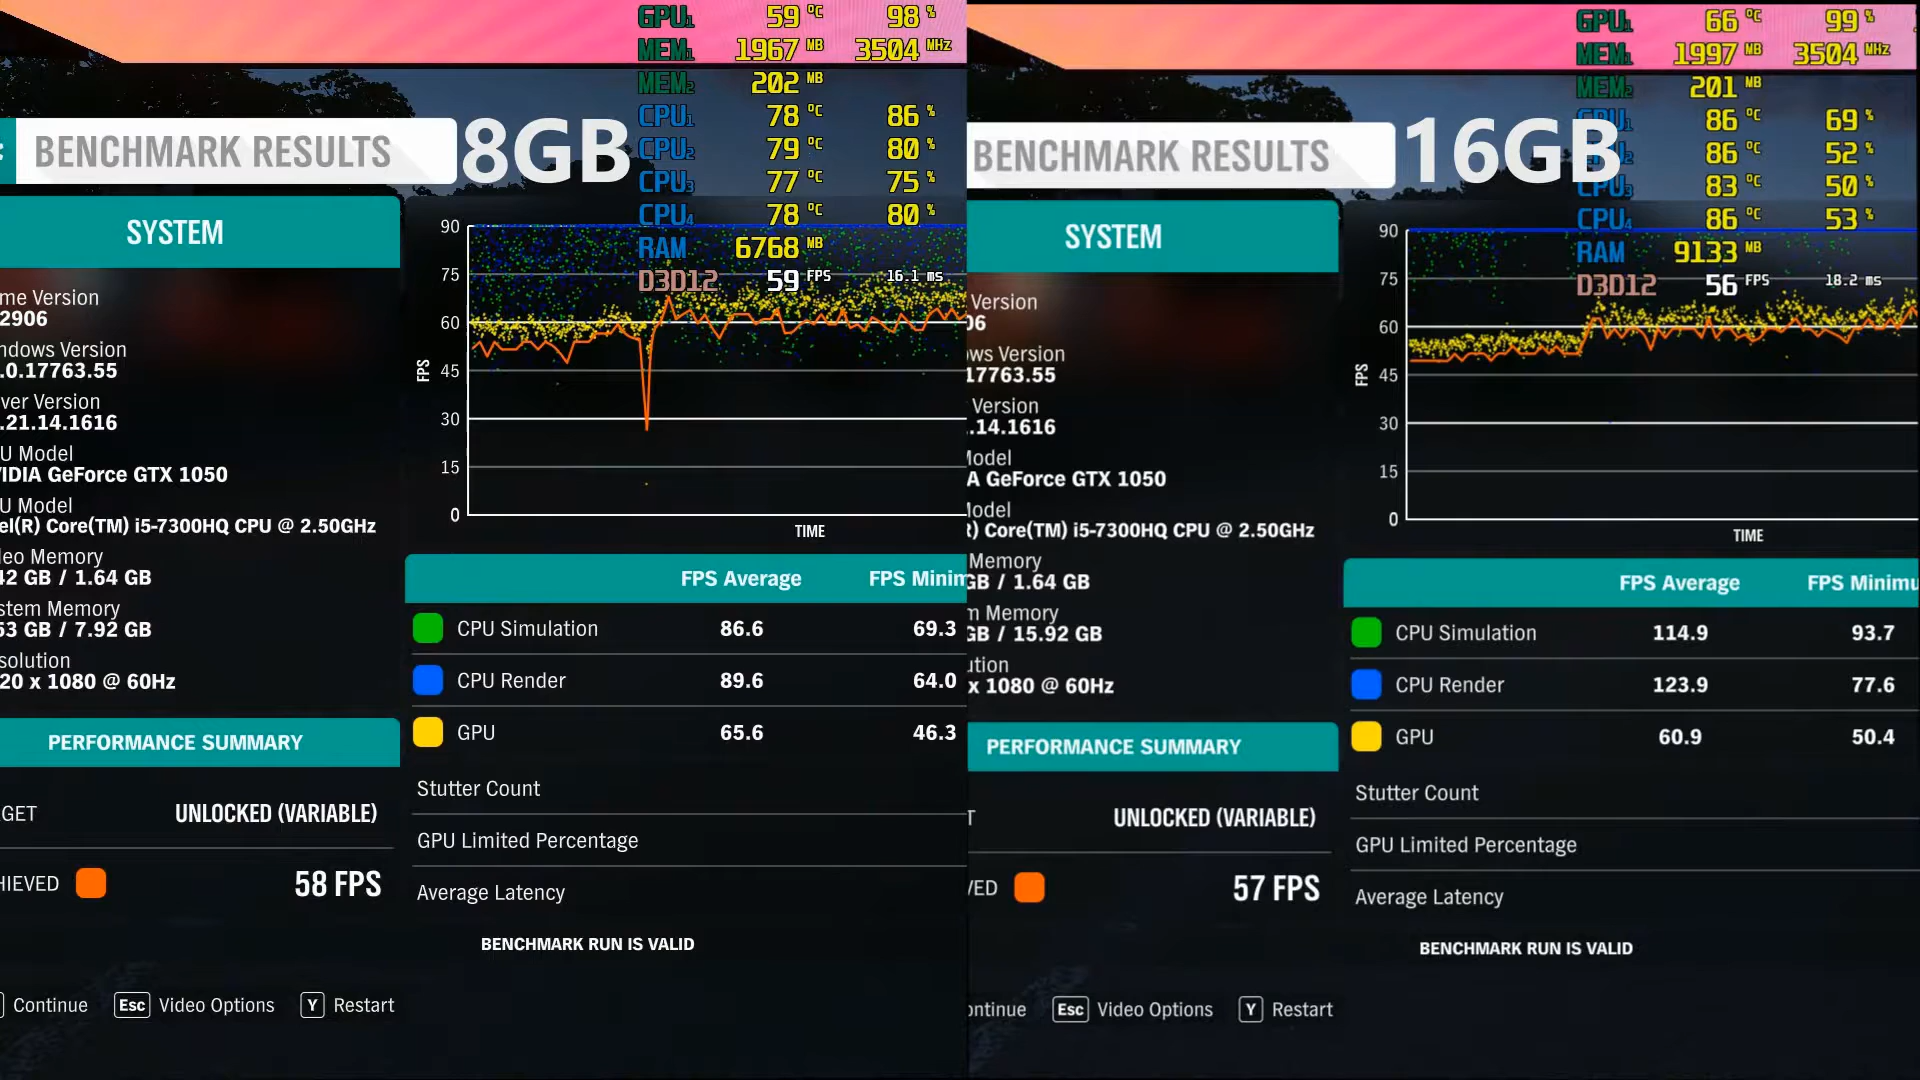 GPU1 59 °C 98 %
MEM1 1967 MB 3504 MHz
MEM2 202 MB
CPU1 78 °C 86 %
BENCHMARK RESULTS 8GB
CPU2 79 °C 80 %
CPU3 77 °C 75 %
CPU4 78 °C 80 %
RAM 6768 MB
D3D12 59 FPS 16.1 ms
SYSTEM
me Version
2906
ndows Version
.0.17763.55
ver Version
.21.14.1616
U Model
IDIA GeForce GTX 1050
U Model
el(R) Core(TM) i5-7300HQ CPU @ 2.50GHz
leo Memory
42 GB / 1.64 GB
stem Memory
53 GB / 7.92 GB
solution
20 x 1080 @ 60Hz
PERFORMANCE SUMMARY
GET UNLOCKED (VARIABLE)
HIEVED 58 FPS
90
75
60
45
30
15
0
FPS
TIME
FPS Average FPS Minim
CPU Simulation 86.6 69.3
CPU Render 89.6 64.0
GPU 65.6 46.3
Stutter Count
GPU Limited Percentage
Average Latency
BENCHMARK RUN IS VALID
Continue Esc Video Options Y Restart
GPU1 66 °C 99 %
MEM1 1997 MB 3504 MHz
MEM2 201 MB
CPU1 86 °C 69 %
BENCHMARK RESULTS 16GB
CPU2 86 °C 52 %
CPU3 83 °C 50 %
CPU4 86 °C 53 %
RAM 9133 MB
D3D12 56 FPS 18.2 ms
SYSTEM
Version
06
ws Version
17763.55
Version
.14.1616
Model
A GeForce GTX 1050
Model
R) Core(TM) i5-7300HQ CPU @ 2.50GHz
Memory
GB / 1.64 GB
m Memory
GB / 15.92 GB
ution
x 1080 @ 60Hz
PERFORMANCE SUMMARY
T UNLOCKED (VARIABLE)
VED 57 FPS
90
75
60
45
30
15
0
FPS
TIME
FPS Average FPS Minimu
CPU Simulation 114.9 93.7
CPU Render 123.9 77.6
GPU 60.9 50.4
Stutter Count
GPU Limited Percentage
Average Latency
BENCHMARK RUN IS VALID
ontinue Esc Video Options Y Restart